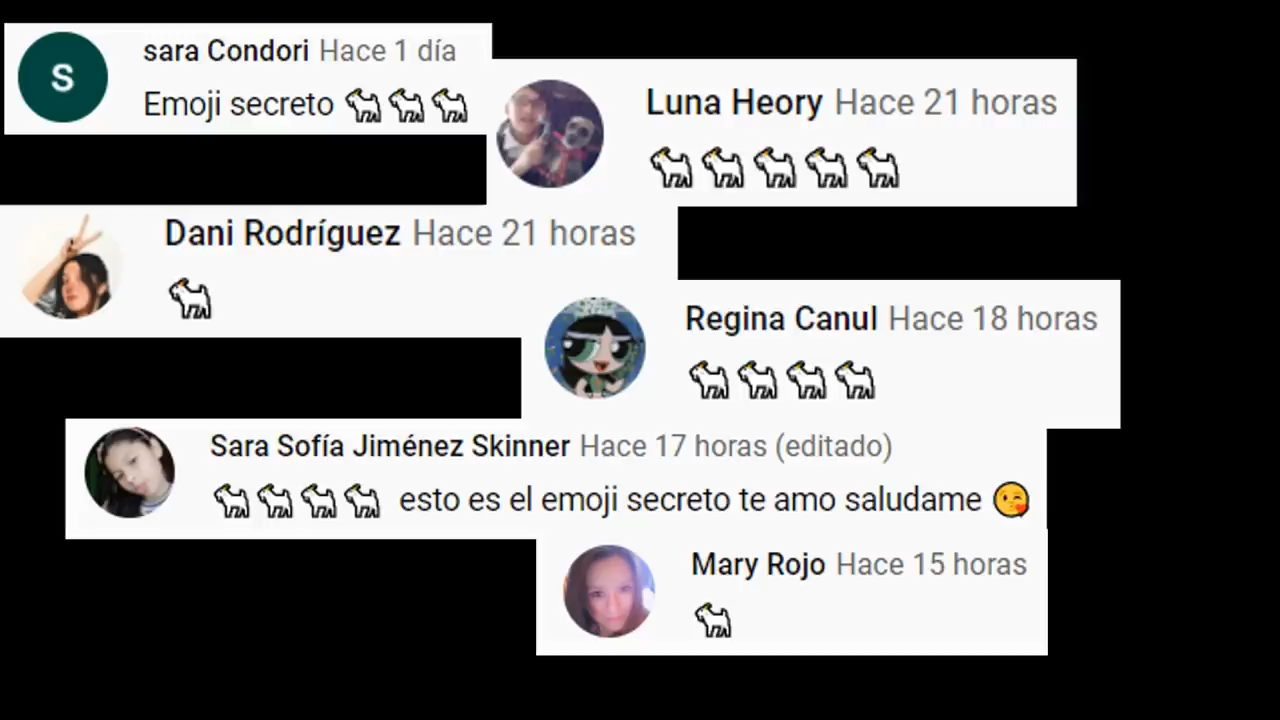 S
sara Condori Hace 1 día
Emoji secreto 🐐🐐🐐
Luna Heory Hace 21 horas
🐐🐐🐐🐐🐐
Dani Rodríguez Hace 21 horas
🐐
Regina Canul Hace 18 horas
🐐🐐🐐🐐
Sara Sofía Jiménez Skinner Hace 17 horas (editado)
🐐🐐🐐🐐 esto es el emoji secreto te amo saludame 😘
Mary Rojo Hace 15 horas
🐐